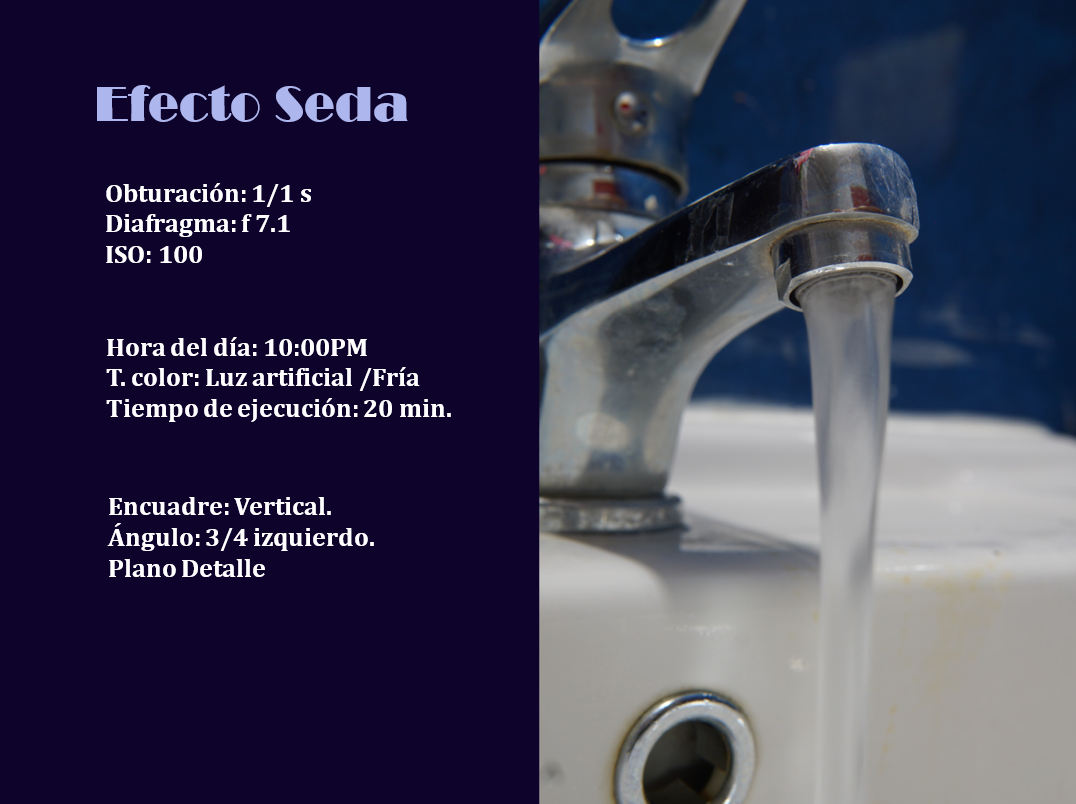 Efecto Seda
Obturación: 1/1 s
Diafragma: f 7.1
ISO: 100
Hora del día: 10:00PM
T. color: Luz artificial /Fría
Tiempo de ejecución: 20 min.
Encuadre: Vertical.
Ángulo: 3/4 izquierdo.
Plano Detalle